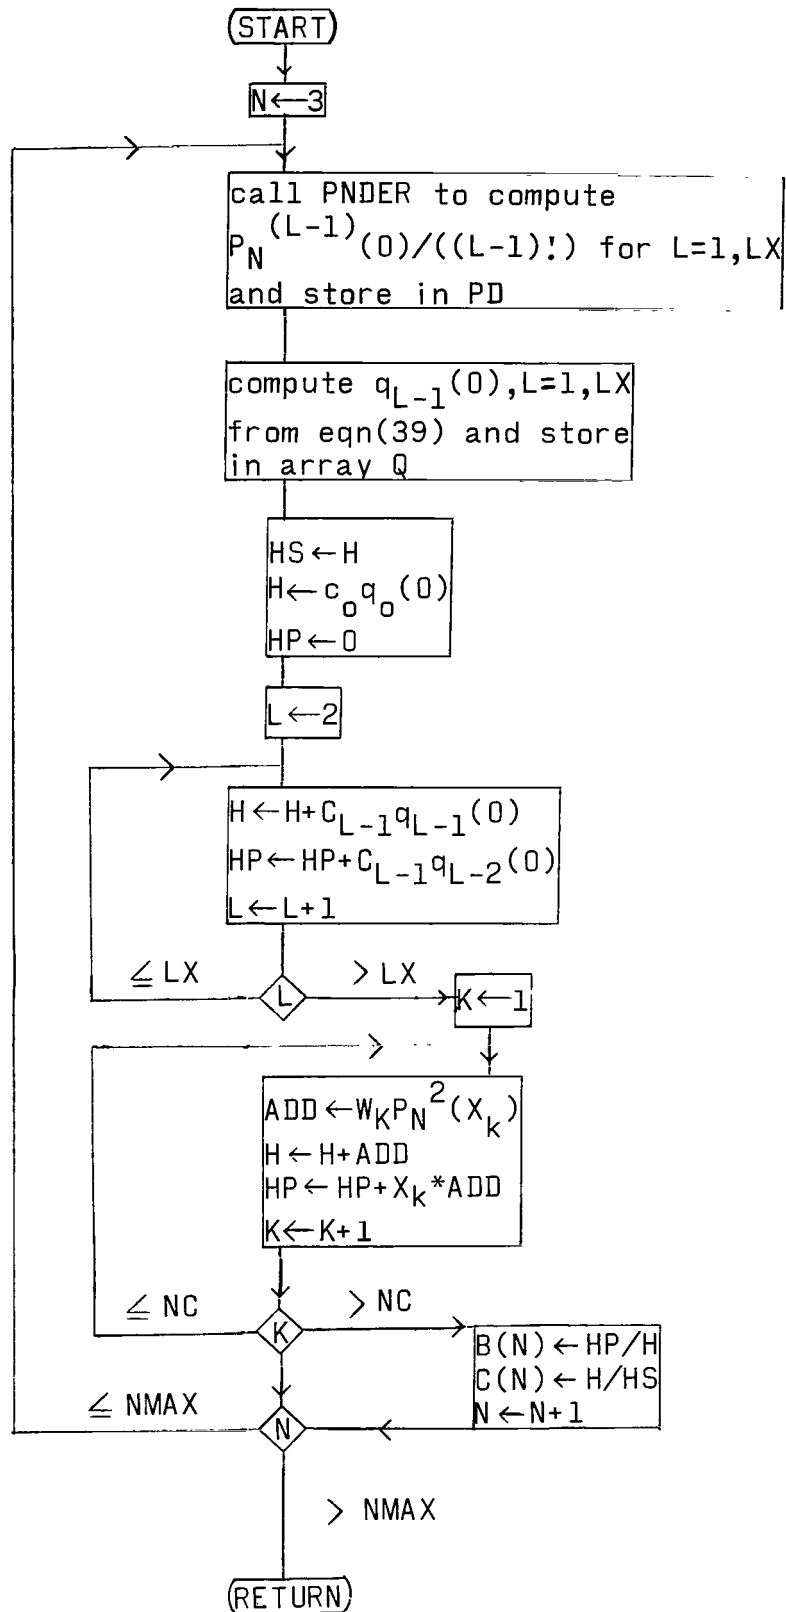 (START)
N←3
call PNDER to compute
P_N^(L-1)(0)/((L-1)!) for L=1,LX
and store in PD
compute q_L-1(0),L=1,LX
from eqn(39) and store
in array Q
HS←H
H←c_o q_o(0)
HP←0
L←2
H←H+C_L-1 q_L-1(0)
HP←HP+C_L-1 q_L-2(0)
L←L+1
≤ LX
L
> LX
K←1
ADD←W_K P_N^2(X_k)
H←H+ADD
HP←HP+X_k*ADD
K←K+1
≤ NC
K
> NC
B(N)←HP/H
C(N)←H/HS
N←N+1
≤ NMAX
N
> NMAX
(RETURN)